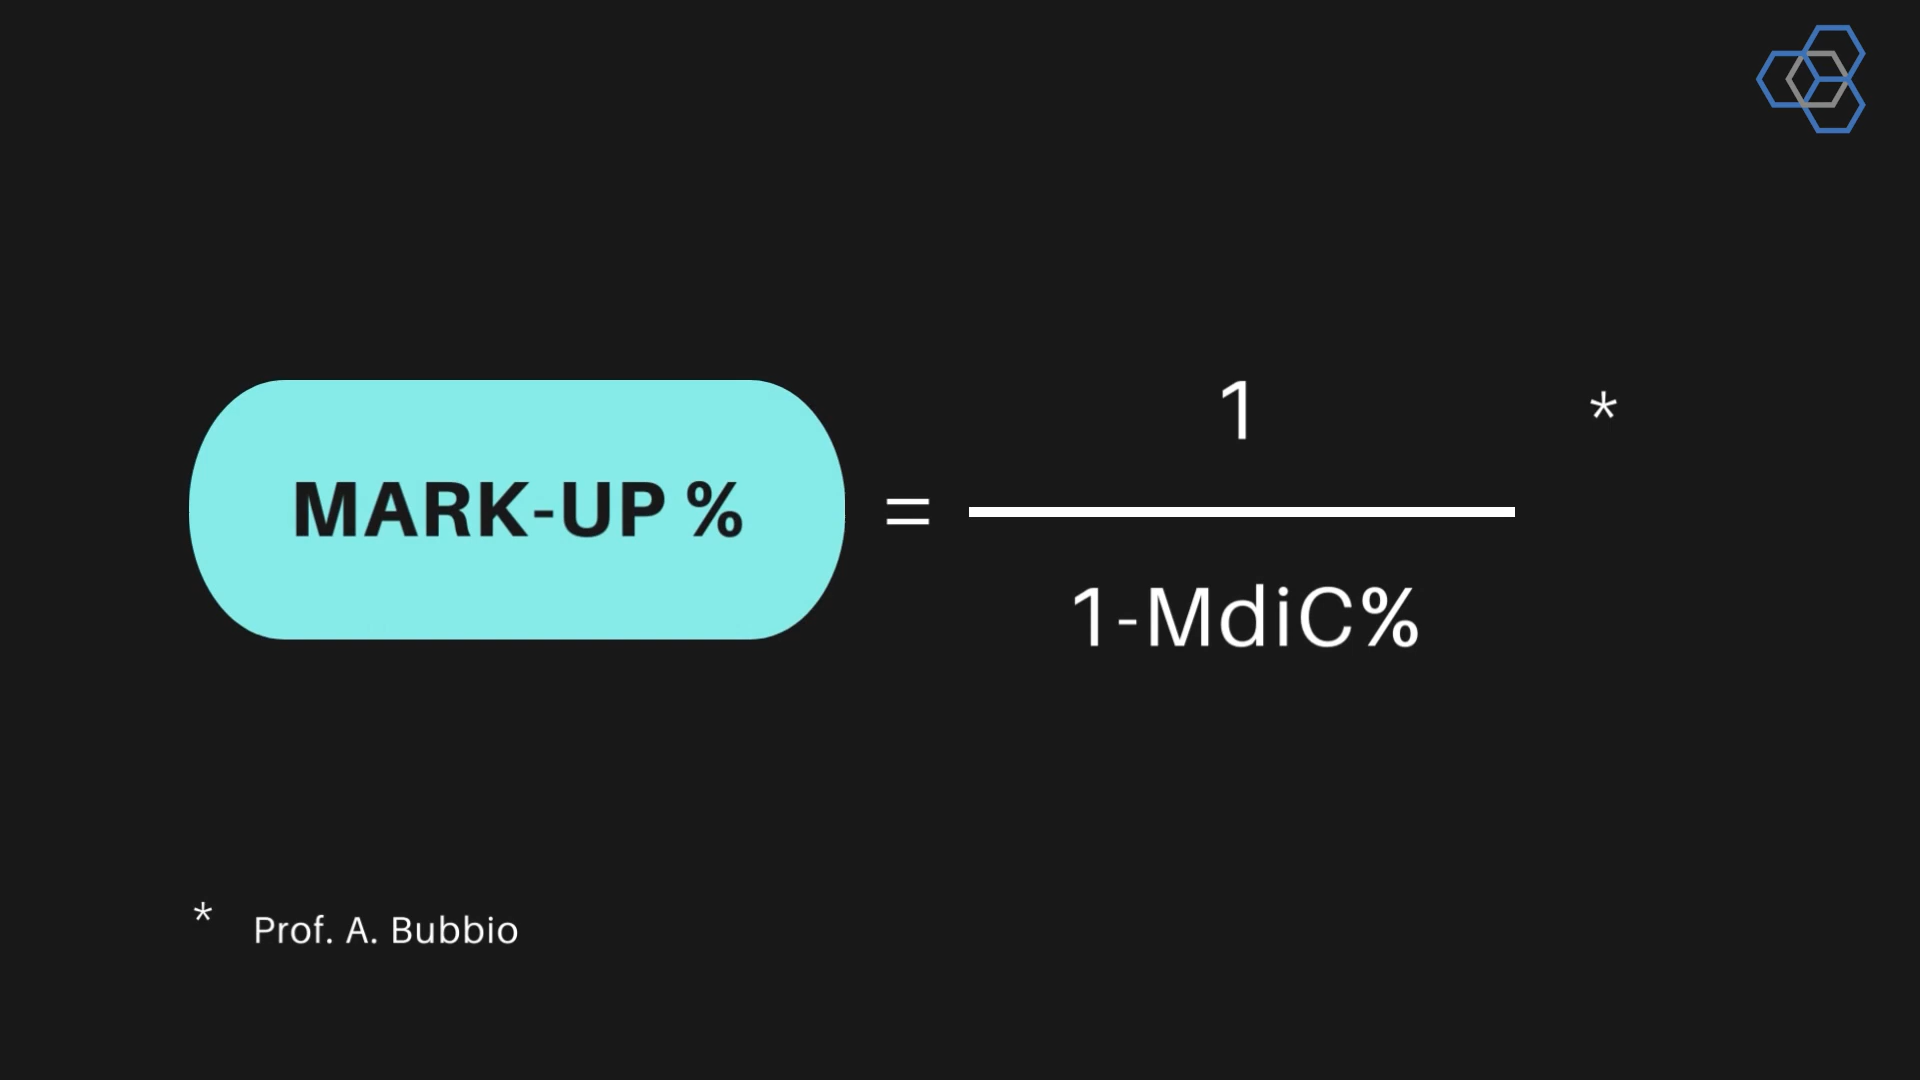 1
*
MARK-UP %
=
1-MdiC%
* Prof. A. Bubbio